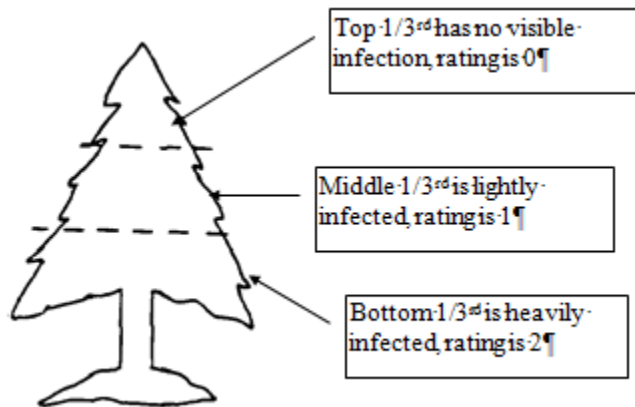 Top 1/3rd has no visible
infection, rating is 0¶
Middle 1/3rd is lightly
infected, rating is 1¶
Bottom 1/3rd is heavily
infected, rating is 2¶